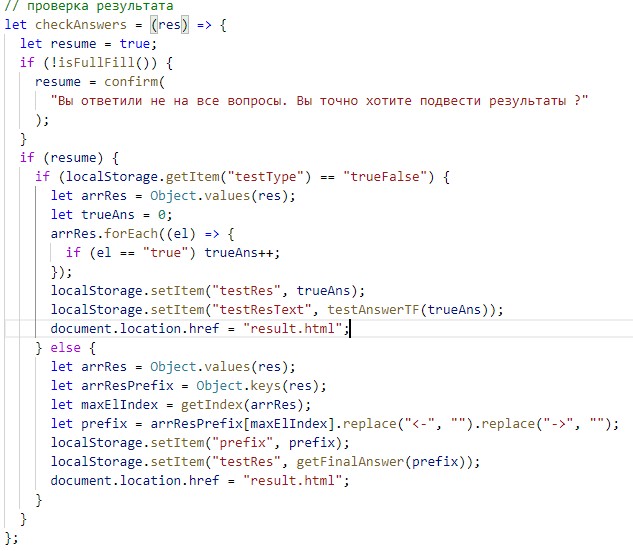 // проверка результата
let checkAnswers = (res) => {
  let resume = true;
  if (!isFullFill()) {
    resume = confirm(
      "Вы ответили не на все вопросы. Вы точно хотите подвести результаты ?"
    );
  }
  if (resume) {
    if (localStorage.getItem("testType") == "trueFalse") {
      let arrRes = Object.values(res);
      let trueAns = 0;
      arrRes.forEach((el) => {
        if (el == "true") trueAns++;
      });
      localStorage.setItem("testRes", trueAns);
      localStorage.setItem("testResText", testAnswerTF(trueAns));
      document.location.href = "result.html";
    } else {
      let arrRes = Object.values(res);
      let arrResPrefix = Object.keys(res);
      let maxElIndex = getIndex(arrRes);
      let prefix = arrResPrefix[maxElIndex].replace("<-", "").replace("->", "");
      localStorage.setItem("prefix", prefix);
      localStorage.setItem("testRes", getFinalAnswer(prefix));
      document.location.href = "result.html";
    }
  }
};